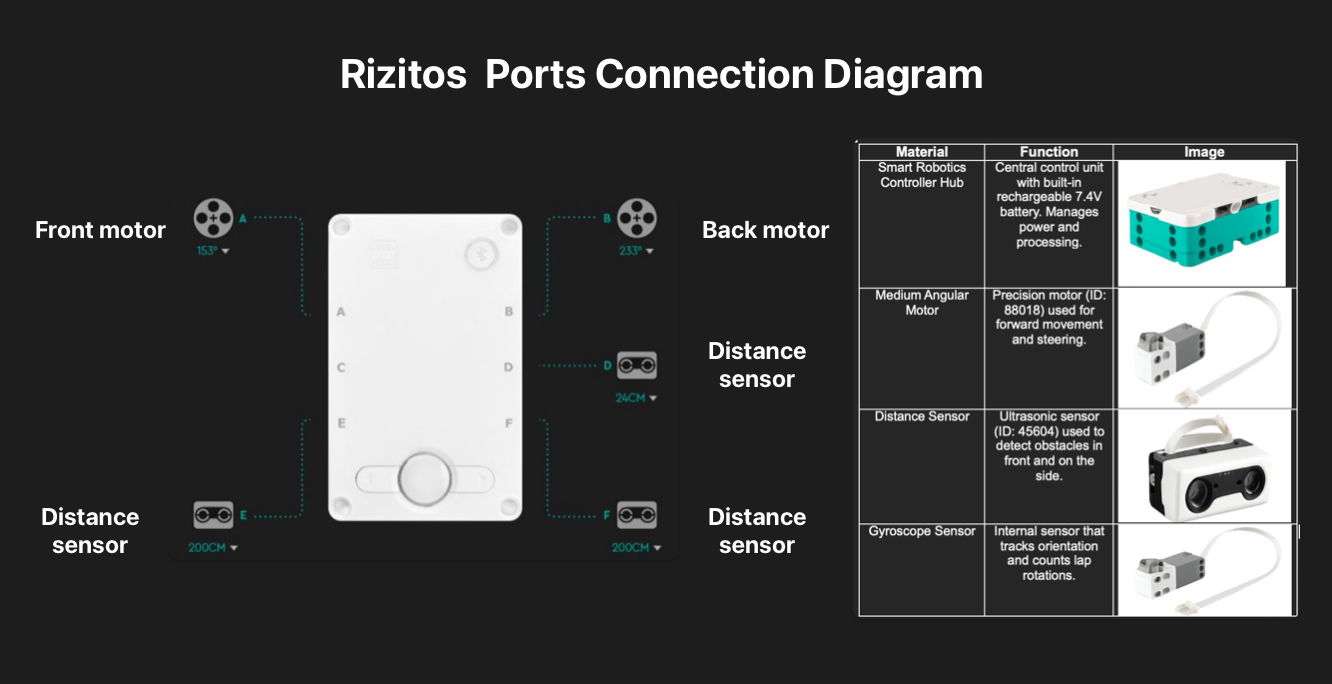 Rizitos  Ports Connection Diagram
Front motor
A
153°
B
233°
Back motor
A
B
C
D
E
F
D
24CM
Distance
sensor
Distance
sensor
E
200CM
F
200CM
Distance
sensor
Material
Function
Image
Smart Robotics
Controller Hub
Central control unit
with built-in
rechargeable 7.4V
battery. Manages
power and
processing.
Medium Angular
Motor
Precision motor (ID:
88018) used for
forward movement
and steering.
Distance Sensor
Ultrasonic sensor
(ID: 45604) used to
detect obstacles in
front and on the
side.
Gyroscope Sensor
Internal sensor that
tracks orientation
and counts lap
rotations.